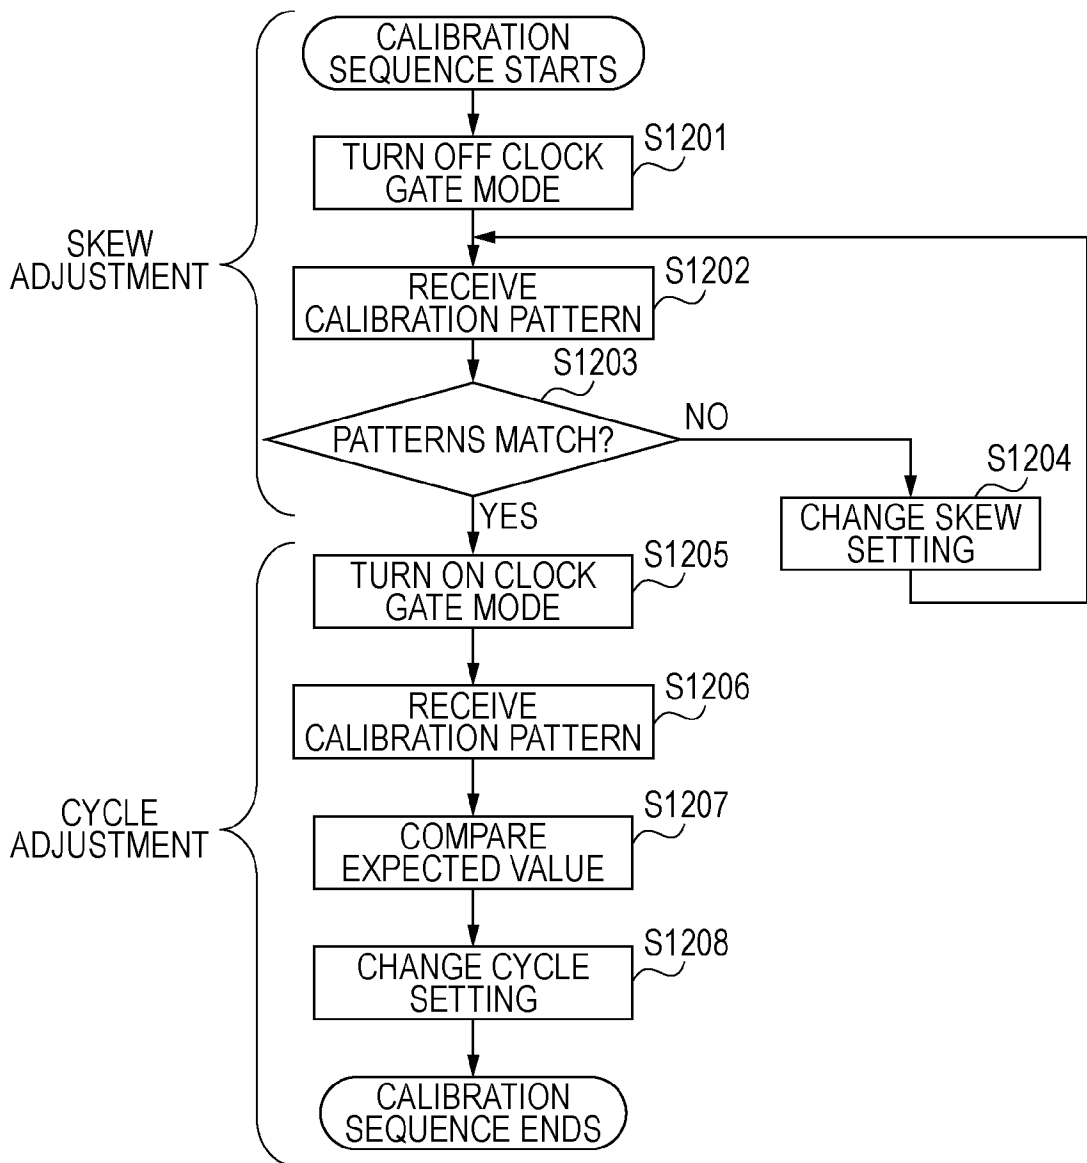 CALIBRATION
SEQUENCE STARTS
S1201
TURN OFF CLOCK
GATE MODE
SKEW
ADJUSTMENT
S1202
RECEIVE
CALIBRATION PATTERN
S1203
PATTERNS MATCH?
NO
S1204
CHANGE SKEW
SETTING
YES
S1205
TURN ON CLOCK
GATE MODE
S1206
RECEIVE
CALIBRATION PATTERN
CYCLE
ADJUSTMENT
S1207
COMPARE
EXPECTED VALUE
S1208
CHANGE CYCLE
SETTING
CALIBRATION
SEQUENCE ENDS